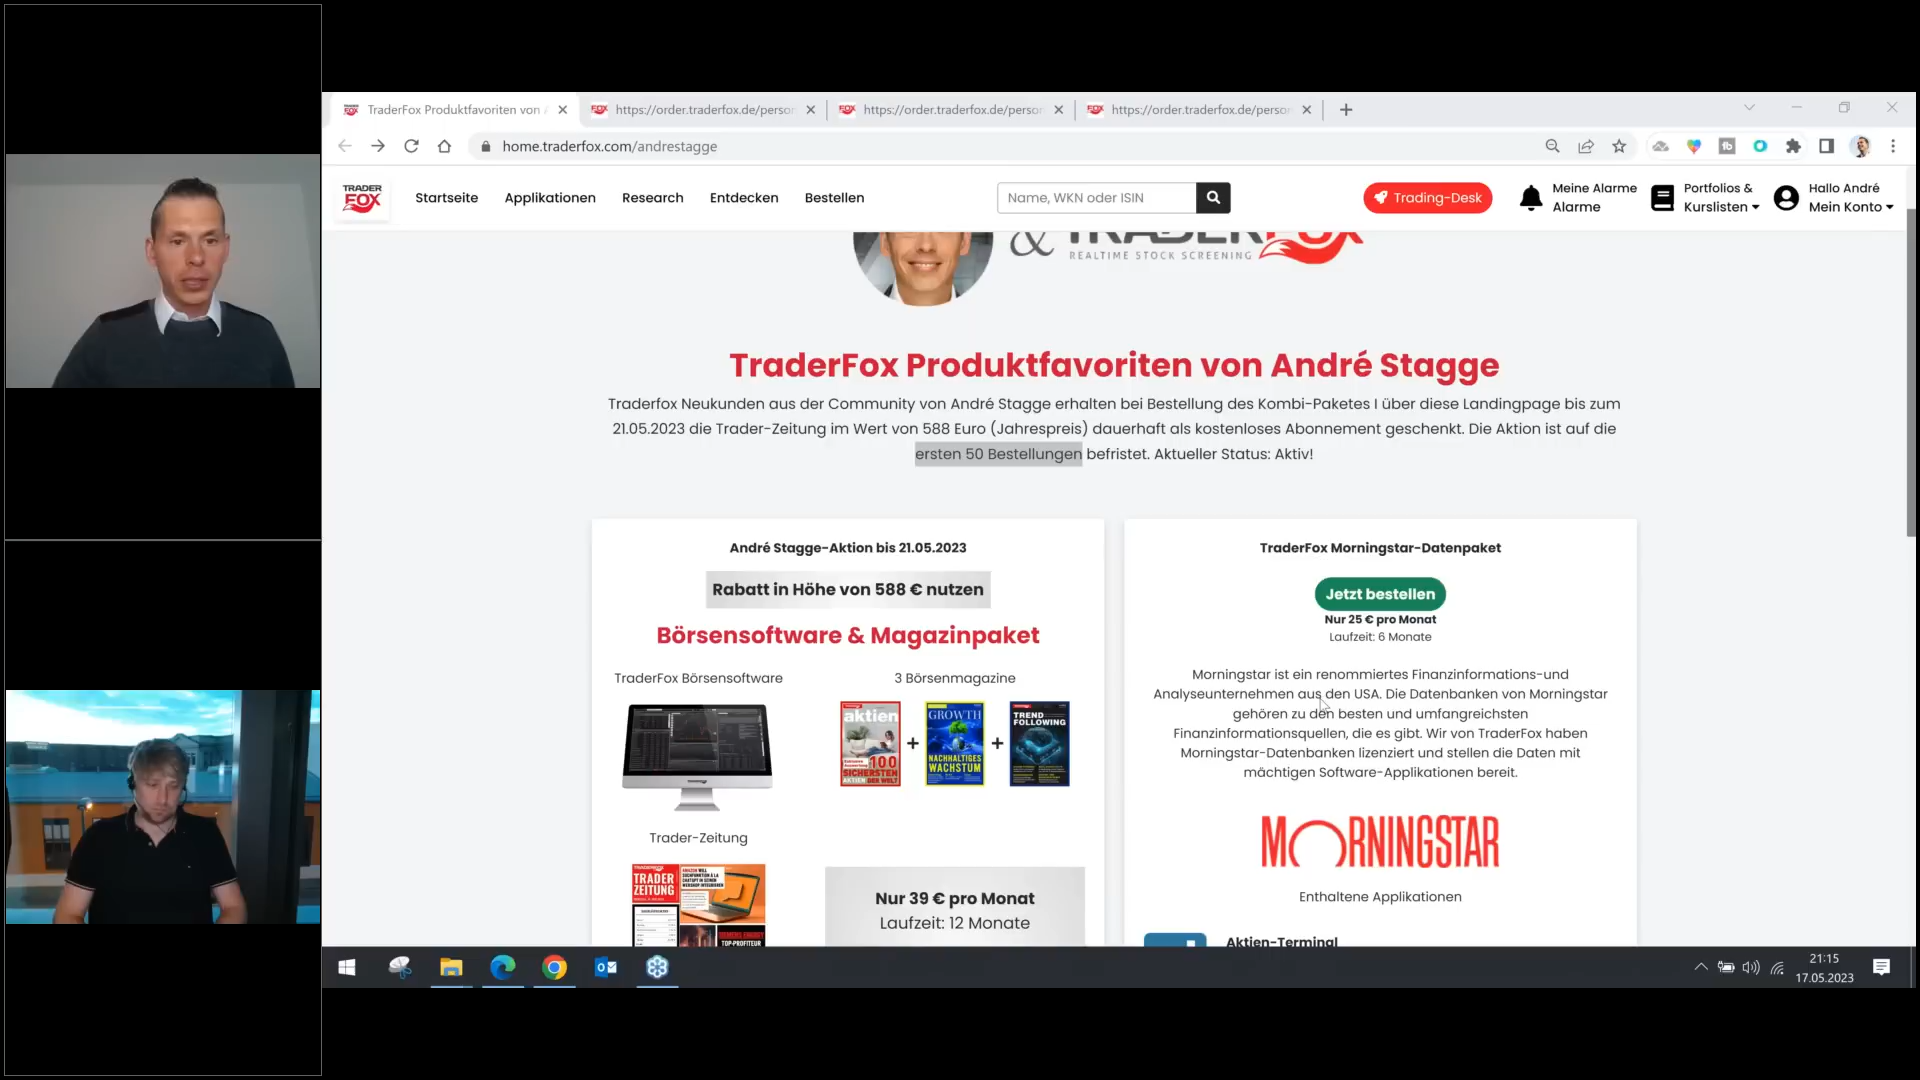 TraderFox Produktfavoriten von
https://order.traderfox.de/person
https://order.traderfox.de/person
https://order.traderfox.de/person
home.traderfox.com/andrestagge
TRADER
FOX
Startseite
Applikationen
Research
Entdecken
Bestellen
Name, WKN oder ISIN
Trading-Desk
Meine Alarme
Alarme
Portfolios &
Kurslisten
Hallo André
Mein Konto
& TRADERFOX
REALTIME STOCK SCREENING
TraderFox Produktfavoriten von André Stagge
Traderfox Neukunden aus der Community von André Stagge erhalten bei Bestellung des Kombi-Paketes I über diese Landingpage bis zum
21.05.2023 die Trader-Zeitung im Wert von 588 Euro (Jahrespreis) dauerhaft als kostenloses Abonnement geschenkt. Die Aktion ist auf die
ersten 50 Bestellungen befristet. Aktueller Status: Aktiv!
André Stagge-Aktion bis 21.05.2023
Rabatt in Höhe von 588 € nutzen
Börsensoftware & Magazinpaket
TraderFox Börsensoftware
3 Börsenmagazine
aktien
100
SICHERSTEN
AKTIEN DER WELT
+
GROWTH
NACHHALTIGES
WACHSTUM
+
TREND
FOLLOWING
Trader-Zeitung
TRADER
ZEITUNG
TOP-PROFITEUR
Nur 39 € pro Monat
Laufzeit: 12 Monate
TraderFox Morningstar-Datenpaket
Jetzt bestellen
Nur 25 € pro Monat
Laufzeit: 6 Monate
Morningstar ist ein renommiertes Finanzinformations-und
Analyseunternehmen aus den USA. Die Datenbanken von Morningstar
gehören zu den besten und umfangreichsten
Finanzinformationsquellen, die es gibt. Wir von TraderFox haben
Morningstar-Datenbanken lizenziert und stellen die Daten mit
mächtigen Software-Applikationen bereit.
MORNINGSTAR
Enthaltene Applikationen
Aktien-Terminal
21:15
17.05.2023